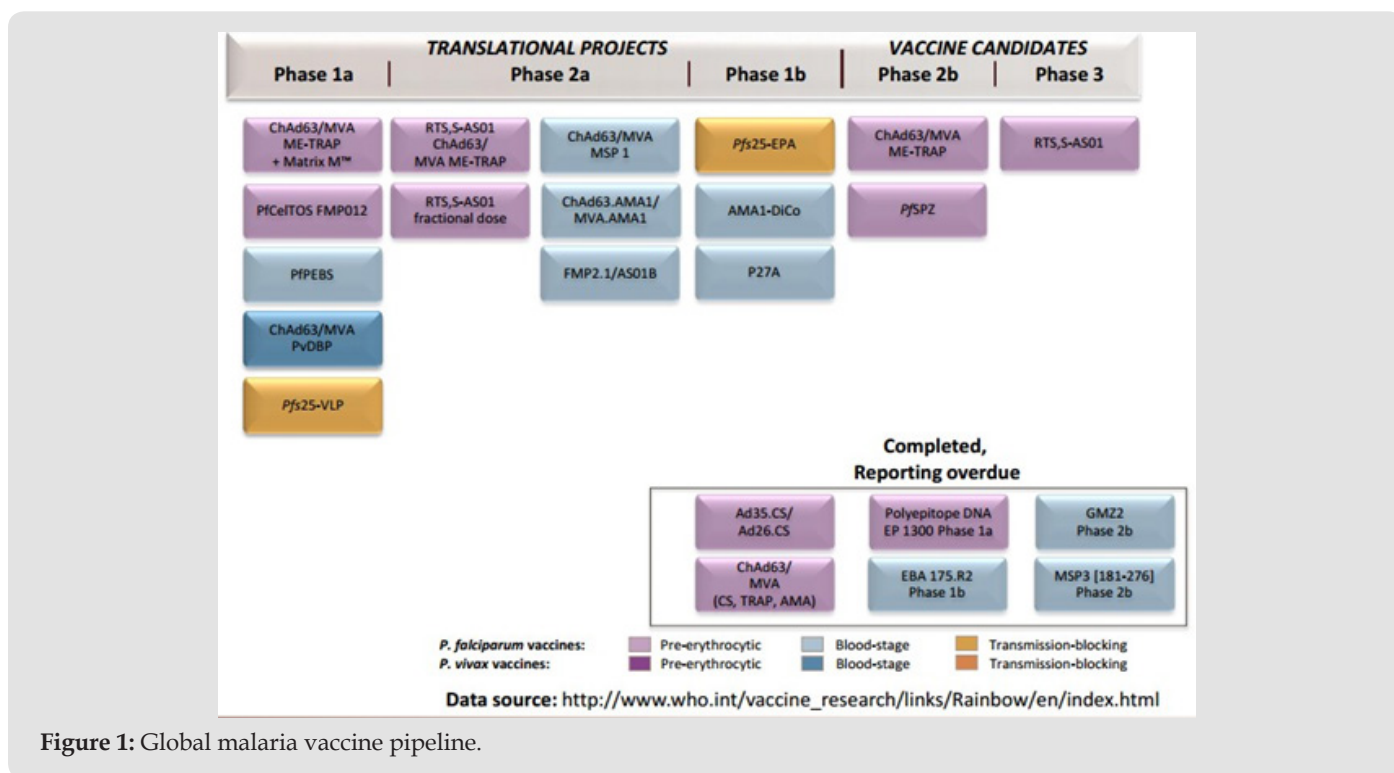 TRANSLATIONAL PROJECTS
VACCINE CANDIDATES
Phase 1a
Phase 2a
Phase 1b
Phase 2b
Phase 3
ChAd63/MVA
ME-TRAP
+ Matrix M™
RTS,S-AS01
ChAd63/
MVA ME-TRAP
ChAd63/MVA
MSP 1
Pfs25-EPA
ChAd63/MVA
ME-TRAP
RTS,S-AS01
PfCelTOS FMP012
RTS,S-AS01
fractional dose
ChAd63.AMA1/
MVA.AMA1
AMA1-DiCo
PfSPZ
PfPEBS
FMP2.1/AS01B
P27A
ChAd63/MVA
PvDBP
Pfs25-VLP
Completed,
Reporting overdue
Ad35.CS/
Ad26.CS
Polyepitope DNA
EP 1300 Phase 1a
GMZ2
Phase 2b
ChAd63/
MVA
(CS, TRAP, AMA)
EBA 175.R2
Phase 1b
MSP3 [181-276]
Phase 2b
P. falciparum vaccines: Pre-erythrocytic Blood-stage Transmission-blocking
P. vivax vaccines: Pre-erythrocytic Blood-stage Transmission-blocking
Data source: http://www.who.int/vaccine_research/links/Rainbow/en/index.html
Figure 1: Global malaria vaccine pipeline.